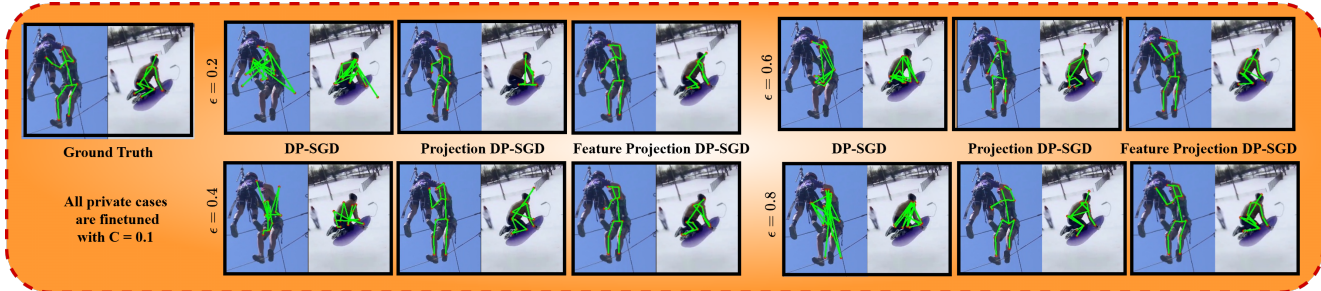 ϵ = 0.2
ϵ = 0.6
Ground Truth
DP-SGD
Projection DP-SGD
Feature Projection DP-SGD
DP-SGD
Projection DP-SGD
Feature Projection DP-SGD
All private cases
are finetuned
with C = 0.1
ϵ = 0.4
ϵ = 0.8